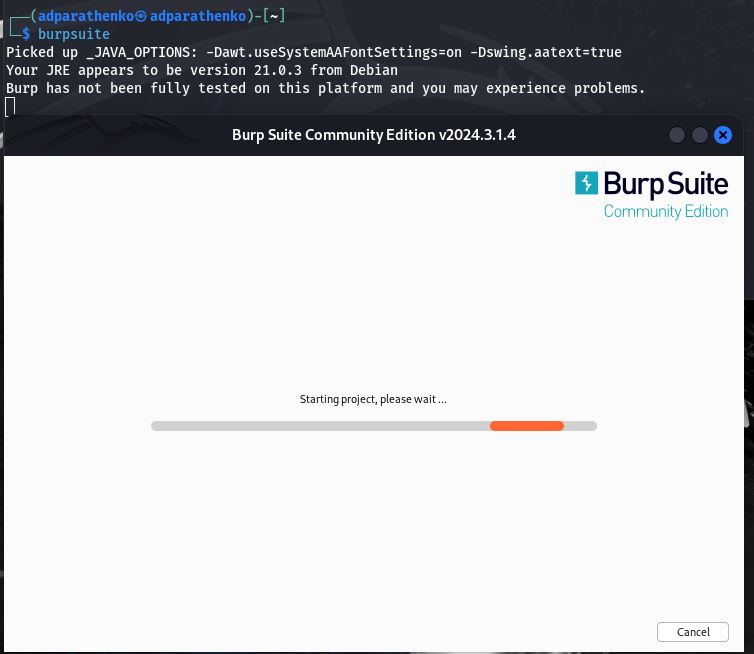 ┌──(adparathenko㉿adparathenko)-[~]
└─$ burpsuite
Picked up _JAVA_OPTIONS: -Dawt.useSystemAAFontSettings=on -Dswing.aatext=true
Your JRE appears to be version 21.0.3 from Debian
Burp has not been fully tested on this platform and you may experience problems.
Burp Suite Community Edition v2024.3.1.4
Burp Suite
Community Edition
Starting project, please wait ...
Cancel